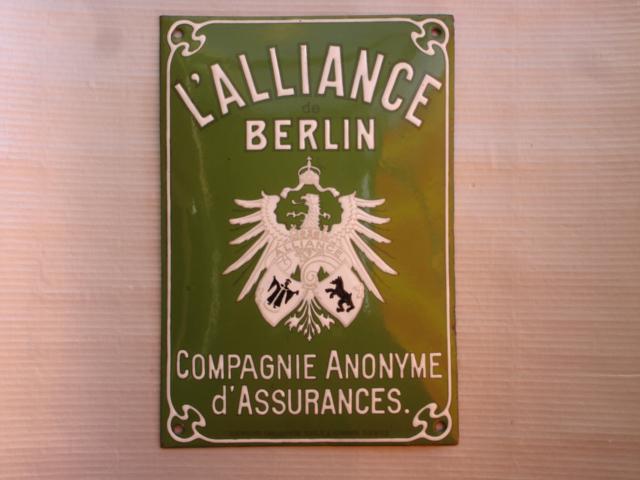 L'ALLIANCE
de
BERLIN
ALLIANCE
COMPAGNIE ANONYME
d'ASSURANCES.